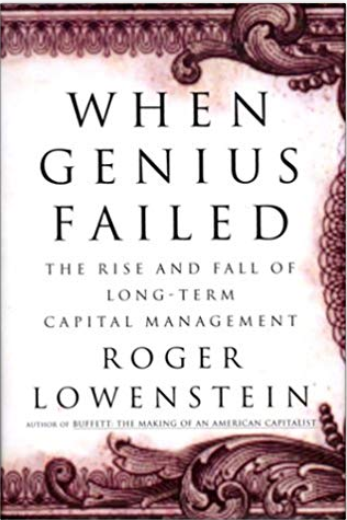 WHEN
GENIUS
FAILED
THE RISE AND FALL OF
LONG-TERM
CAPITAL MANAGEMENT
ROGER
LOWENSTEIN
AUTHOR OF BUFFETT: THE MAKING OF AN AMERICAN CAPITALIST